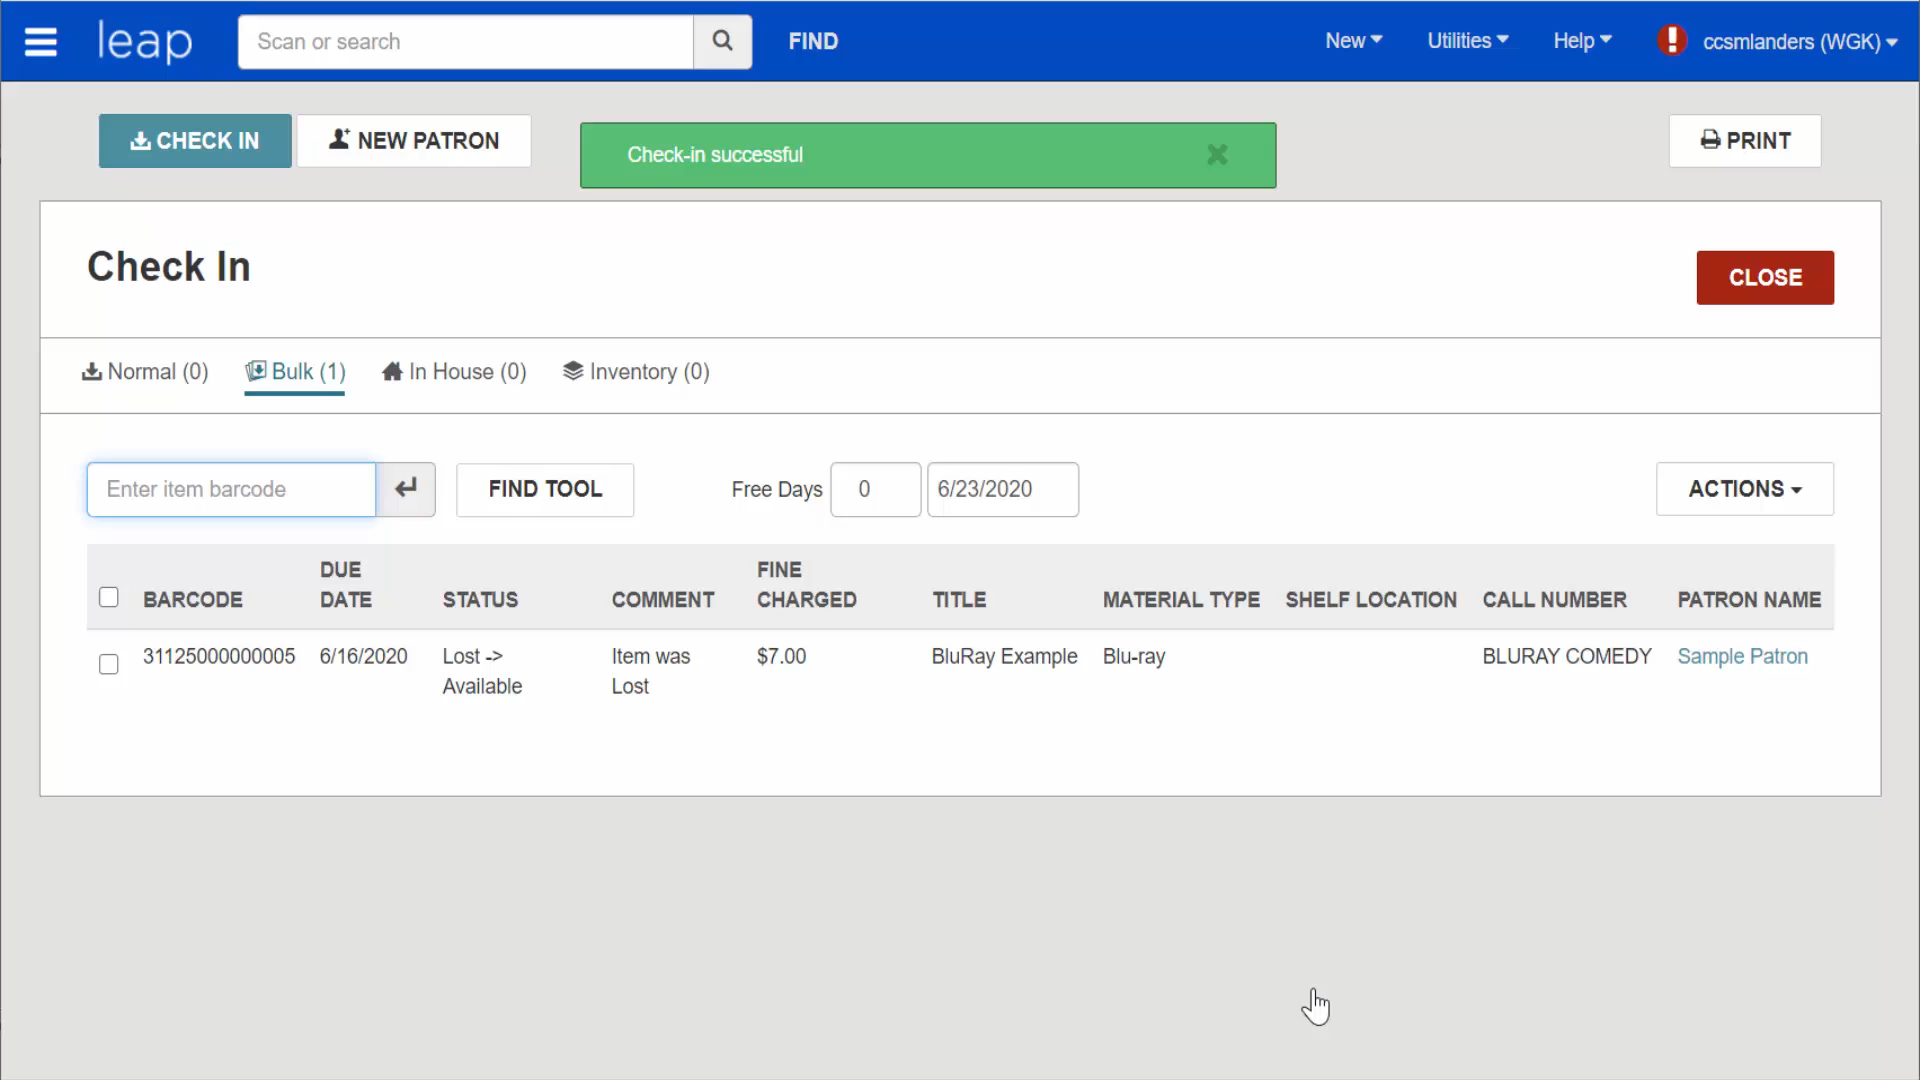 leap
Scan or search
FIND
New
Utilities
Help
ccsmlanders (WGK)
CHECK IN
NEW PATRON
Check-in successful
PRINT
Check In
CLOSE
Normal (0)
Bulk (1)
In House (0)
Inventory (0)
Enter item barcode
FIND TOOL
Free Days
0
6/23/2020
ACTIONS
BARCODE
DUE
DATE
STATUS
COMMENT
FINE
CHARGED
TITLE
MATERIAL TYPE
SHELF LOCATION
CALL NUMBER
PATRON NAME
31125000000005
6/16/2020
Lost ->
Available
Item was
Lost
$7.00
BluRay Example
Blu-ray
BLURAY COMEDY
Sample Patron